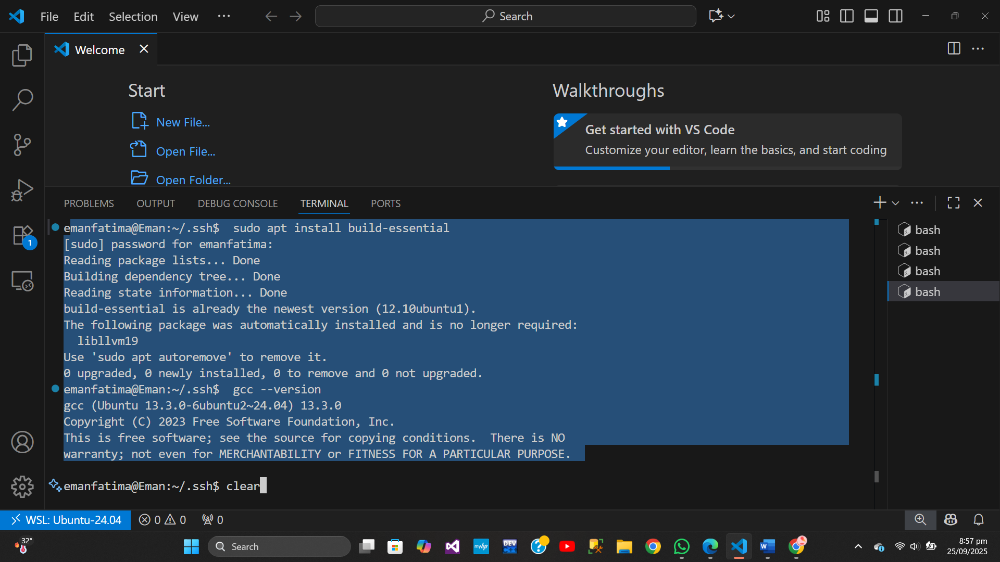 File Edit Selection View ···
Search
Welcome
Start
New File...
Open File...
Open Folder...
Walkthroughs
Get started with VS Code
Customize your editor, learn the basics, and start coding
PROBLEMS OUTPUT DEBUG CONSOLE TERMINAL PORTS
emanfatima@Eman:~/.ssh$  sudo apt install build-essential
[sudo] password for emanfatima:
Reading package lists... Done
Building dependency tree... Done
Reading state information... Done
build-essential is already the newest version (12.10ubuntu1).
The following package was automatically installed and is no longer required:
  libllvm19
Use 'sudo apt autoremove' to remove it.
0 upgraded, 0 newly installed, 0 to remove and 0 not upgraded.
emanfatima@Eman:~/.ssh$  gcc --version
gcc (Ubuntu 13.3.0-6ubuntu2~24.04) 13.3.0
Copyright (C) 2023 Free Software Foundation, Inc.
This is free software; see the source for copying conditions.  There is NO
warranty; not even for MERCHANTABILITY or FITNESS FOR A PARTICULAR PURPOSE.
emanfatima@Eman:~/.ssh$ clear
bash
bash
bash
bash
1
WSL: Ubuntu-24.04 0 0 0
32°
Search
myhp
DEV C++
W
8:57 pm
25/09/2025